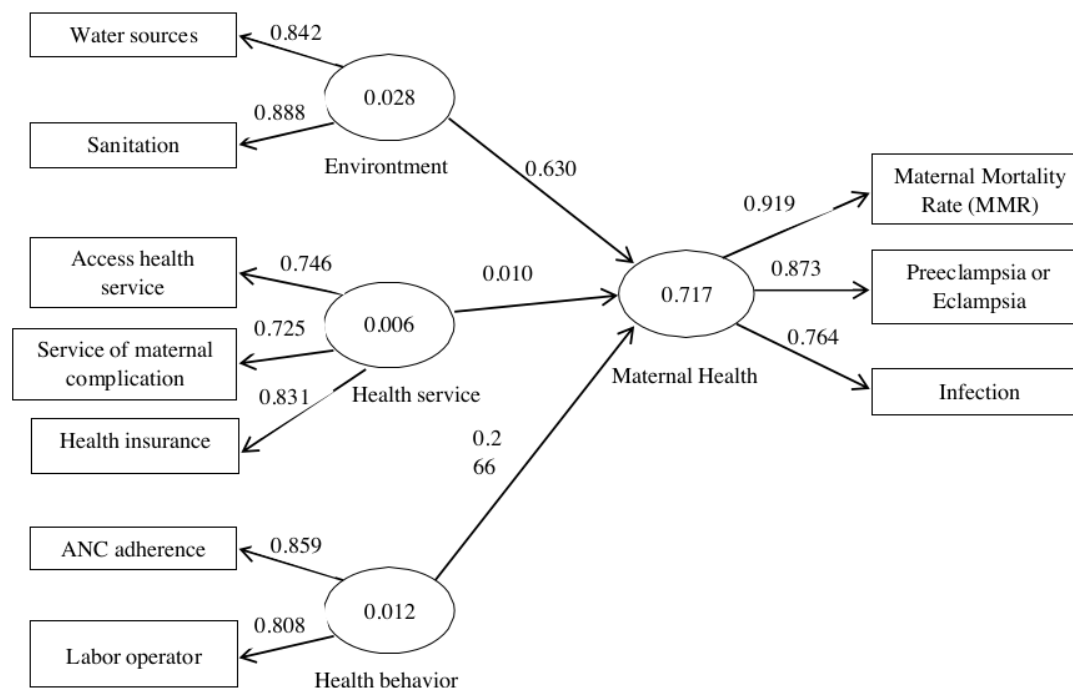 Water sources
0.842
0.028
0.888
Sanitation
Environtment
0.630
Maternal Mortality
Rate (MMR)
0.919
Access health
service
0.746
0.010
0.873
Preeclampsia or
Eclampsia
0.717
0.006
0.725
Service of maternal
complication
0.764
Maternal Health
Health service
0.831
Infection
Health insurance
0.2
66
ANC adherence
0.859
0.012
0.808
Labor operator
Health behavior